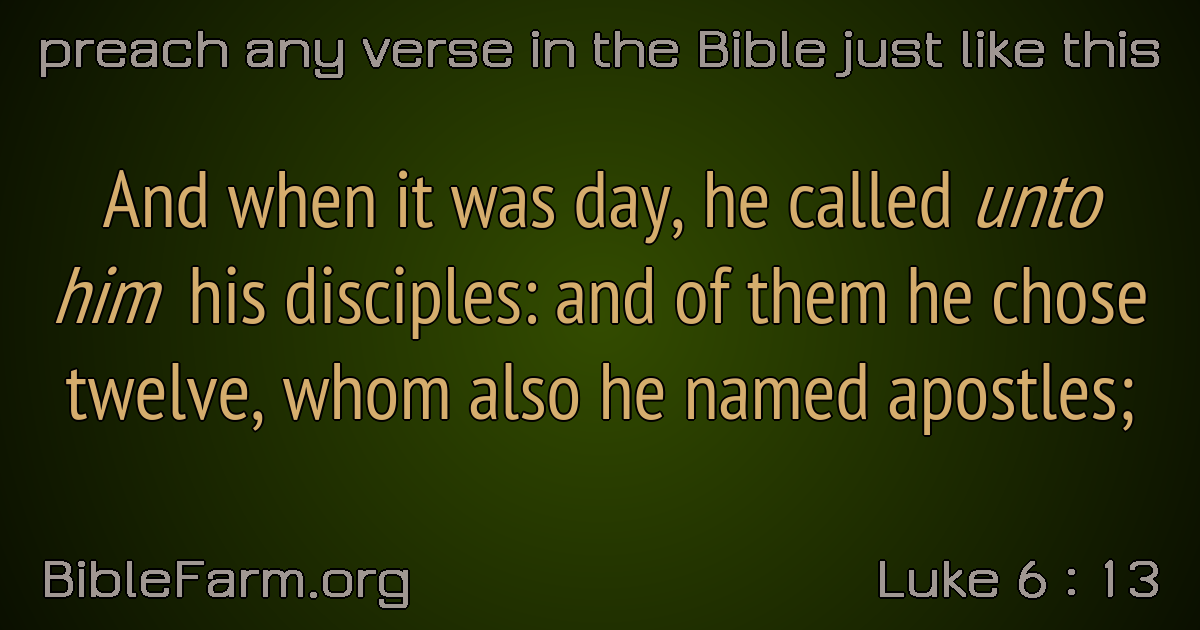 preach any verse in the Bible just like this
And when it was day, he called unto
him his disciples: and of them he chose
twelve, whom also he named apostles;
BibleFarm.org
Luke 6 : 13